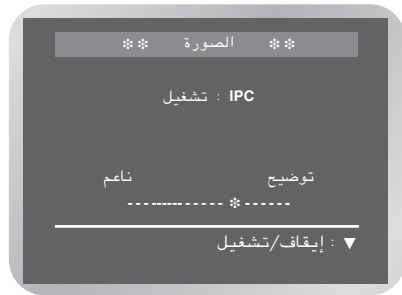 ❇❇ الصورة ❇❇
IPC : تشغيل
توضيح ناعم
------❇-------------
▼ : إيقاف/تشغيل